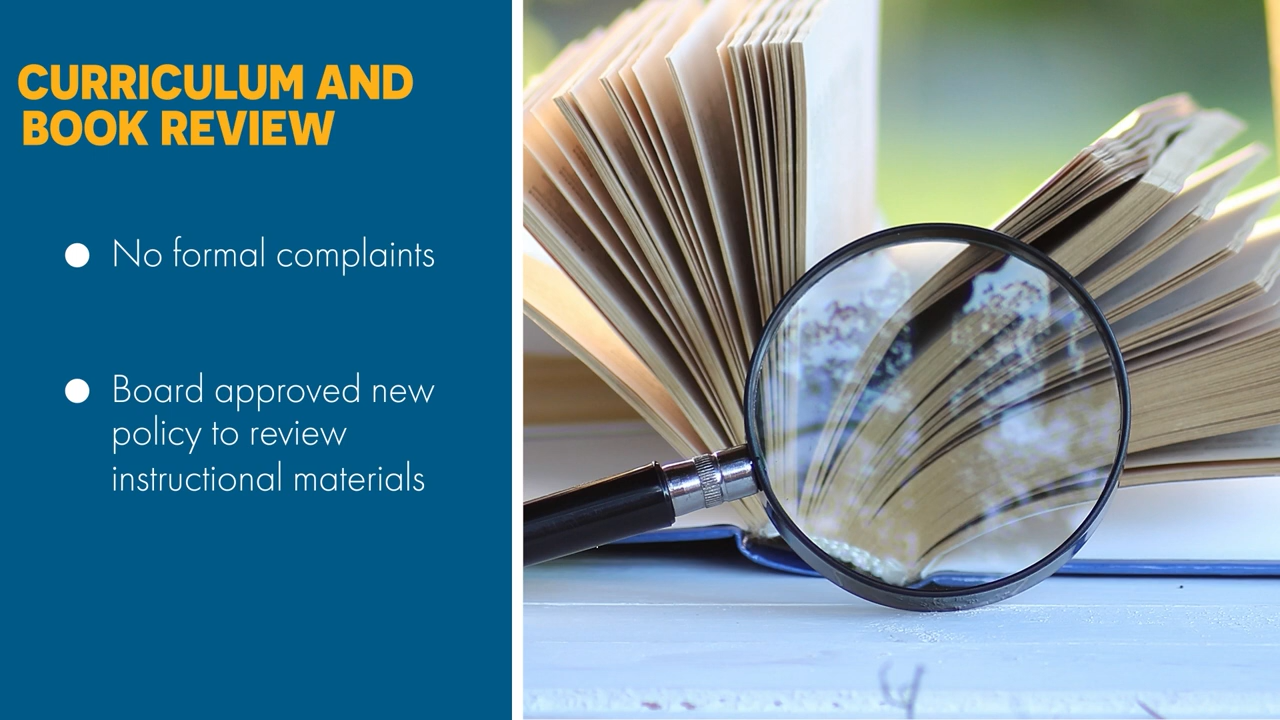 CURRICULUM AND
BOOK REVIEW
● No formal complaints
● Board approved new
policy to review
instructional materials